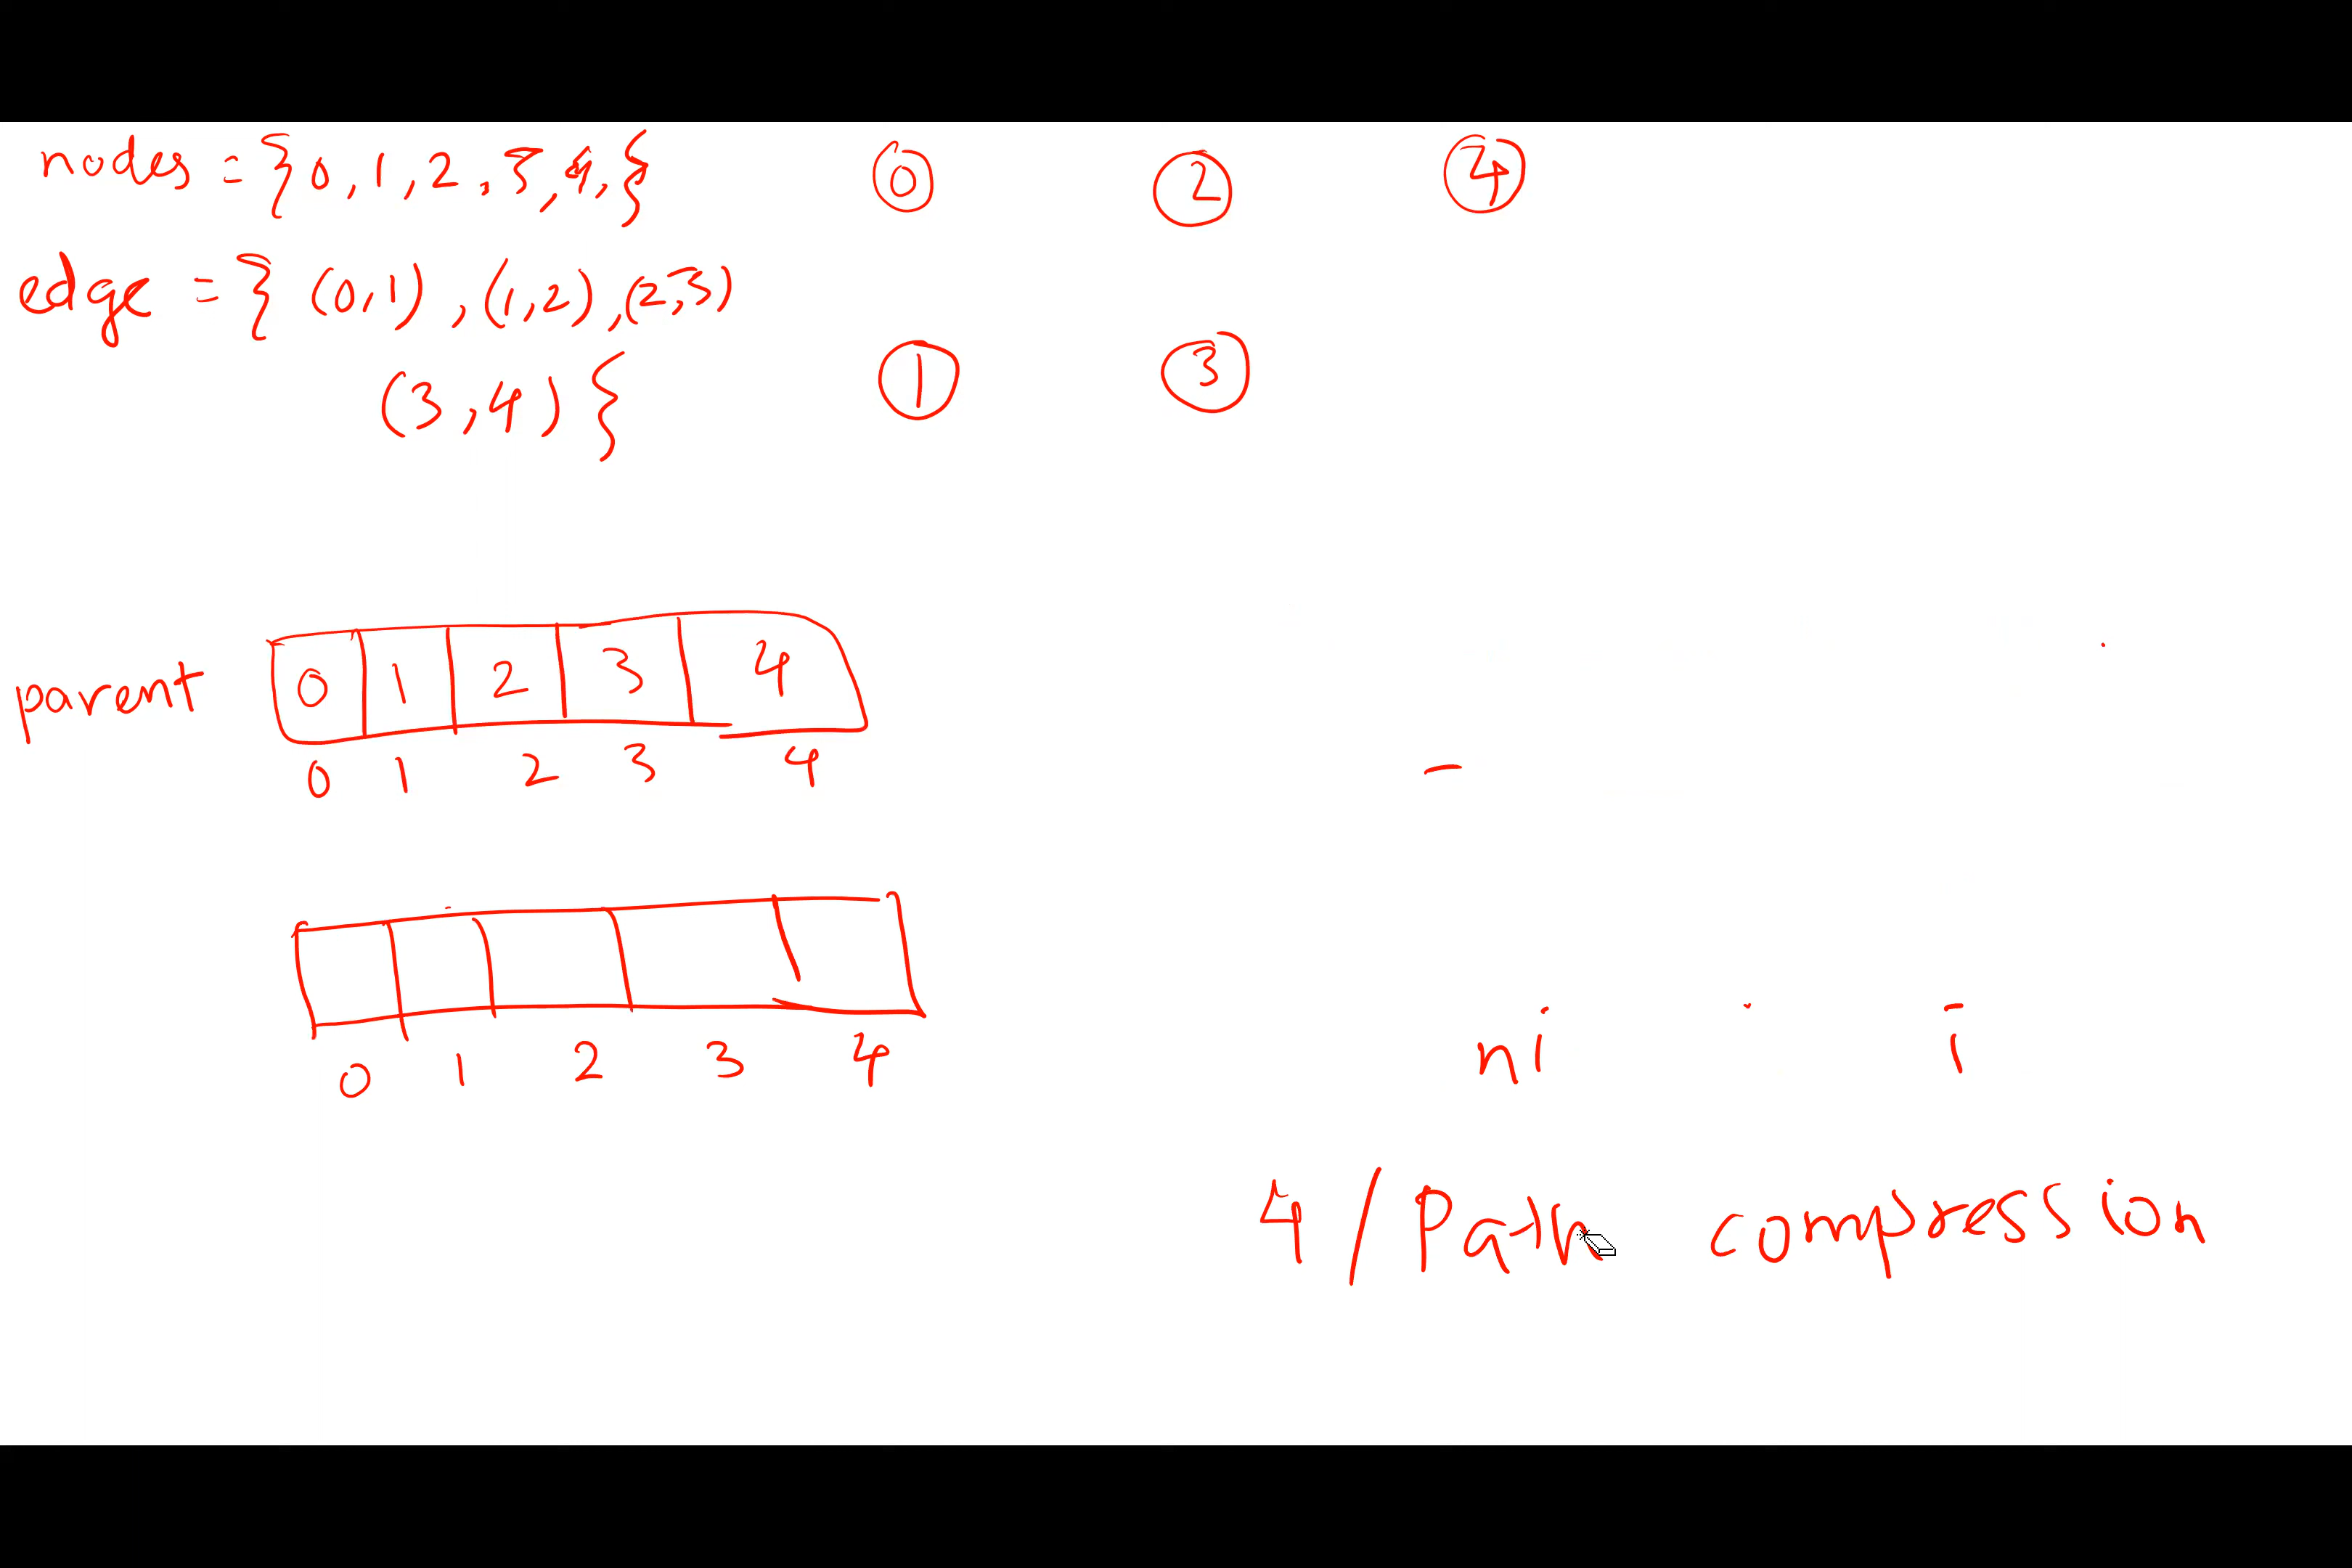 nodes = { 0, 1, 2, 3, 4, }
edge = { (0,1), (1,2), (2,3)
(3,4) }
0 2 4
1 3
parent 0 1 2 3 4
0 1 2 3 4
0 1 2 3 4
ni i
4/ Path compression